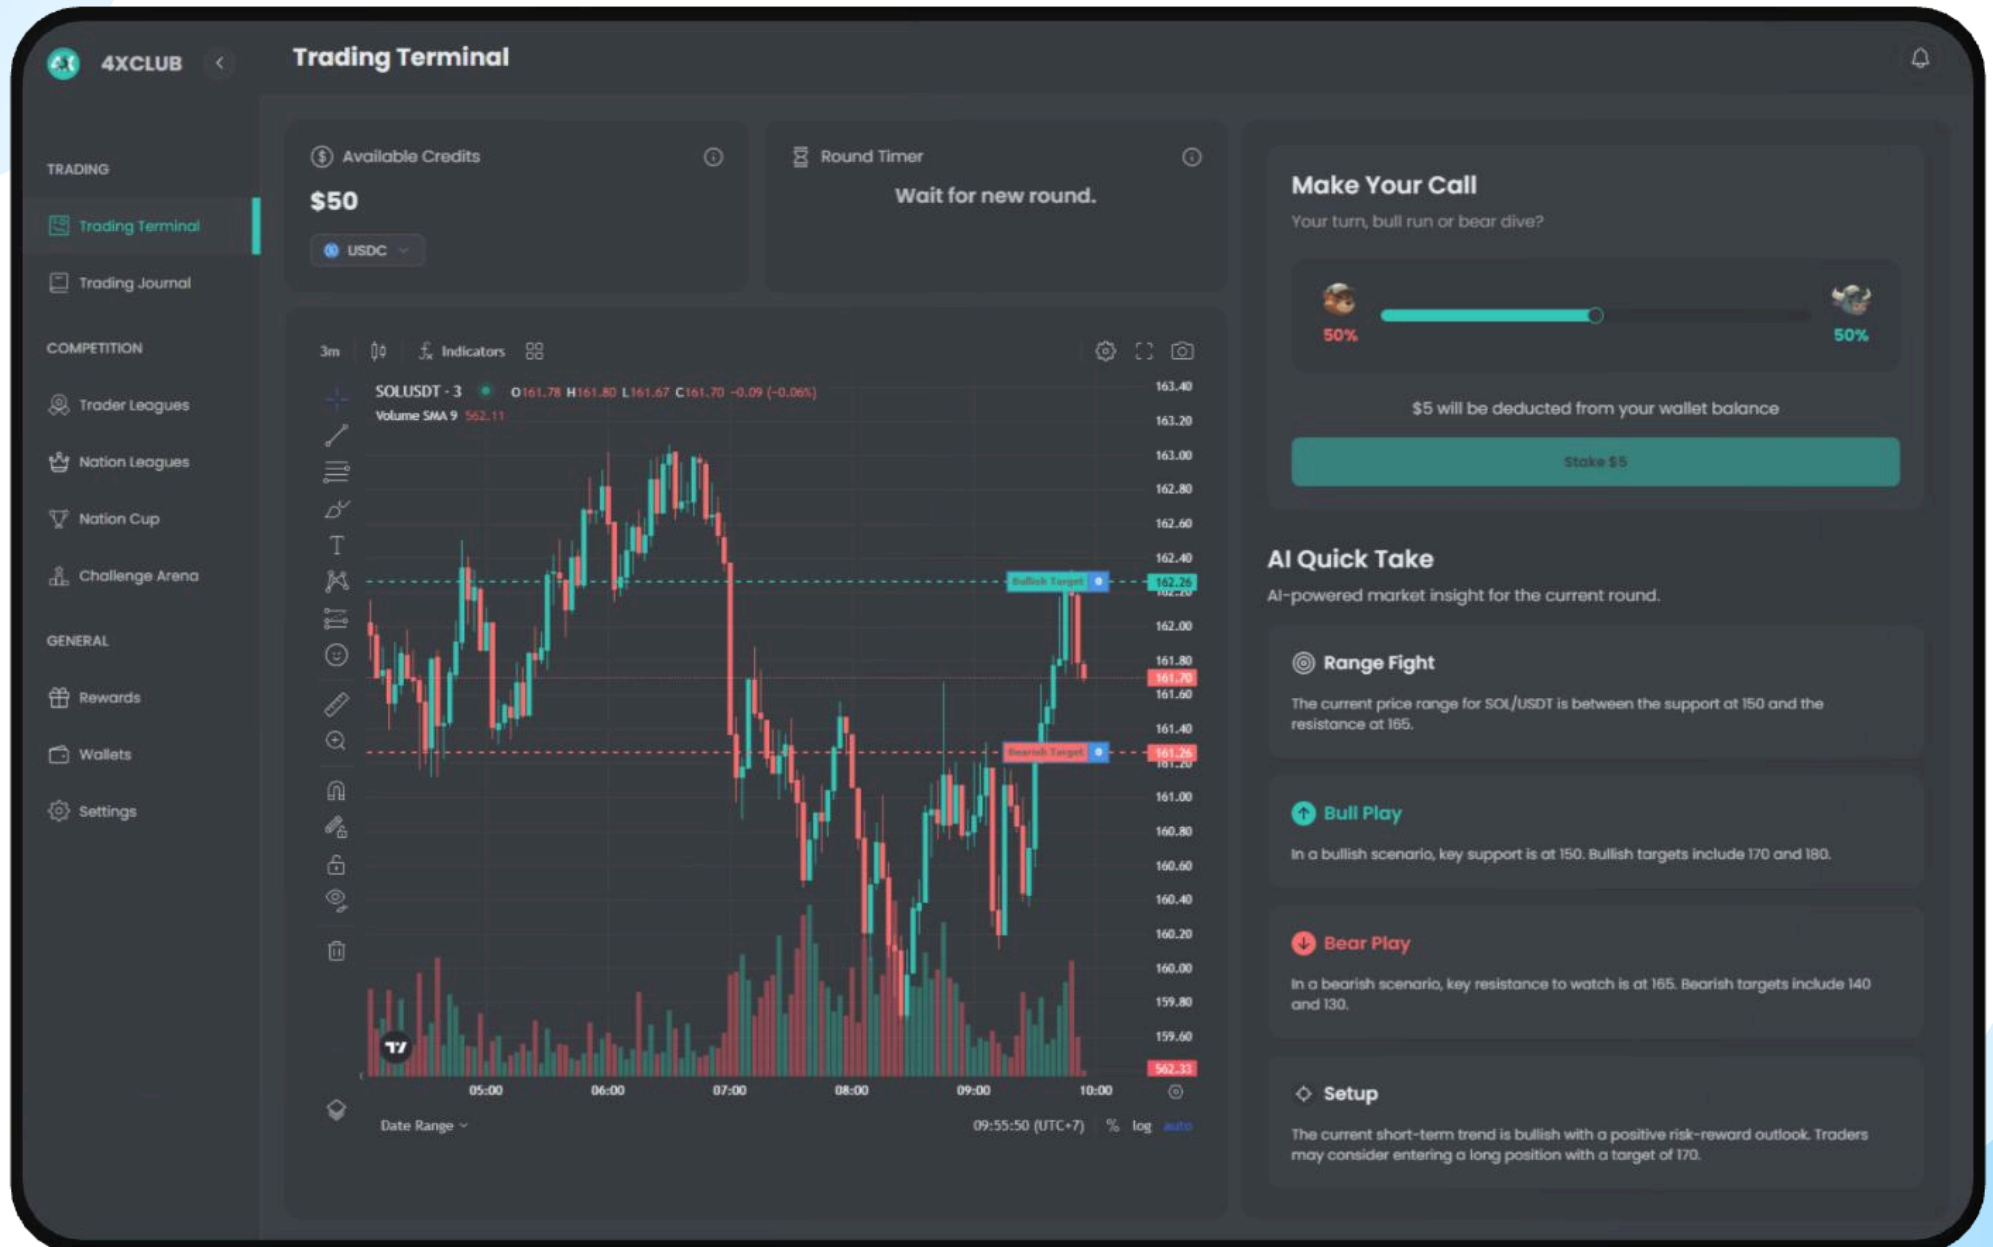 4XCLUB
Trading Terminal
TRADING
Trading Terminal
Trading Journal
COMPETITION
Trader Leagues
Nation Leagues
Nation Cup
Challenge Arena
GENERAL
Rewards
Wallets
Settings
Available Credits
$50
USDC
Round Timer
Wait for new round.
3m
Indicators
SOLUSDT · 3 O161.78 H161.80 L161.67 C161.70 −0.09 (−0.06%)
Volume SMA 9 562.11
163.40
163.20
163.00
162.80
162.60
162.40
Bullish Target 0 162.26
162.20
162.00
161.80
161.70
161.60
161.40
Bearish Target 0 161.26
161.20
161.00
160.80
160.60
160.40
160.20
160.00
159.80
159.60
562.33
05:00 06:00 07:00 08:00 09:00 10:00
Date Range
09:55:50 (UTC+7) % log auto
Make Your Call
Your turn, bull run or bear dive?
50% 50%
$5 will be deducted from your wallet balance
Stake $5
AI Quick Take
AI-powered market insight for the current round.
Range Fight
The current price range for SOL/USDT is between the support at 150 and the
resistance at 165.
Bull Play
In a bullish scenario, key support is at 150. Bullish targets include 170 and 180.
Bear Play
In a bearish scenario, key resistance to watch is at 165. Bearish targets include 140
and 130.
Setup
The current short-term trend is bullish with a positive risk-reward outlook. Traders
may consider entering a long position with a target of 170.